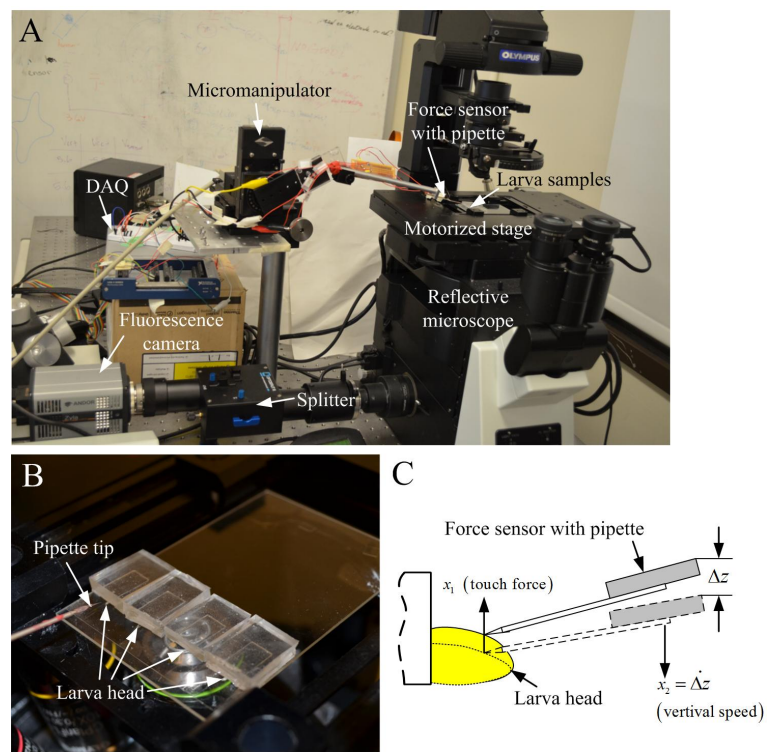 A
OLYMPUS
Micromanipulator
Force sensor
with pipette
DAQ
Larva samples
Motorized stage
Reflective
microscope
Fluorescence
camera
ANDOR
Splitter
B
Pipette tip
Larva head
C
Force sensor with pipette
x₁ (touch force)
Δz
Larva head
x₂ = Δż
(vertival speed)